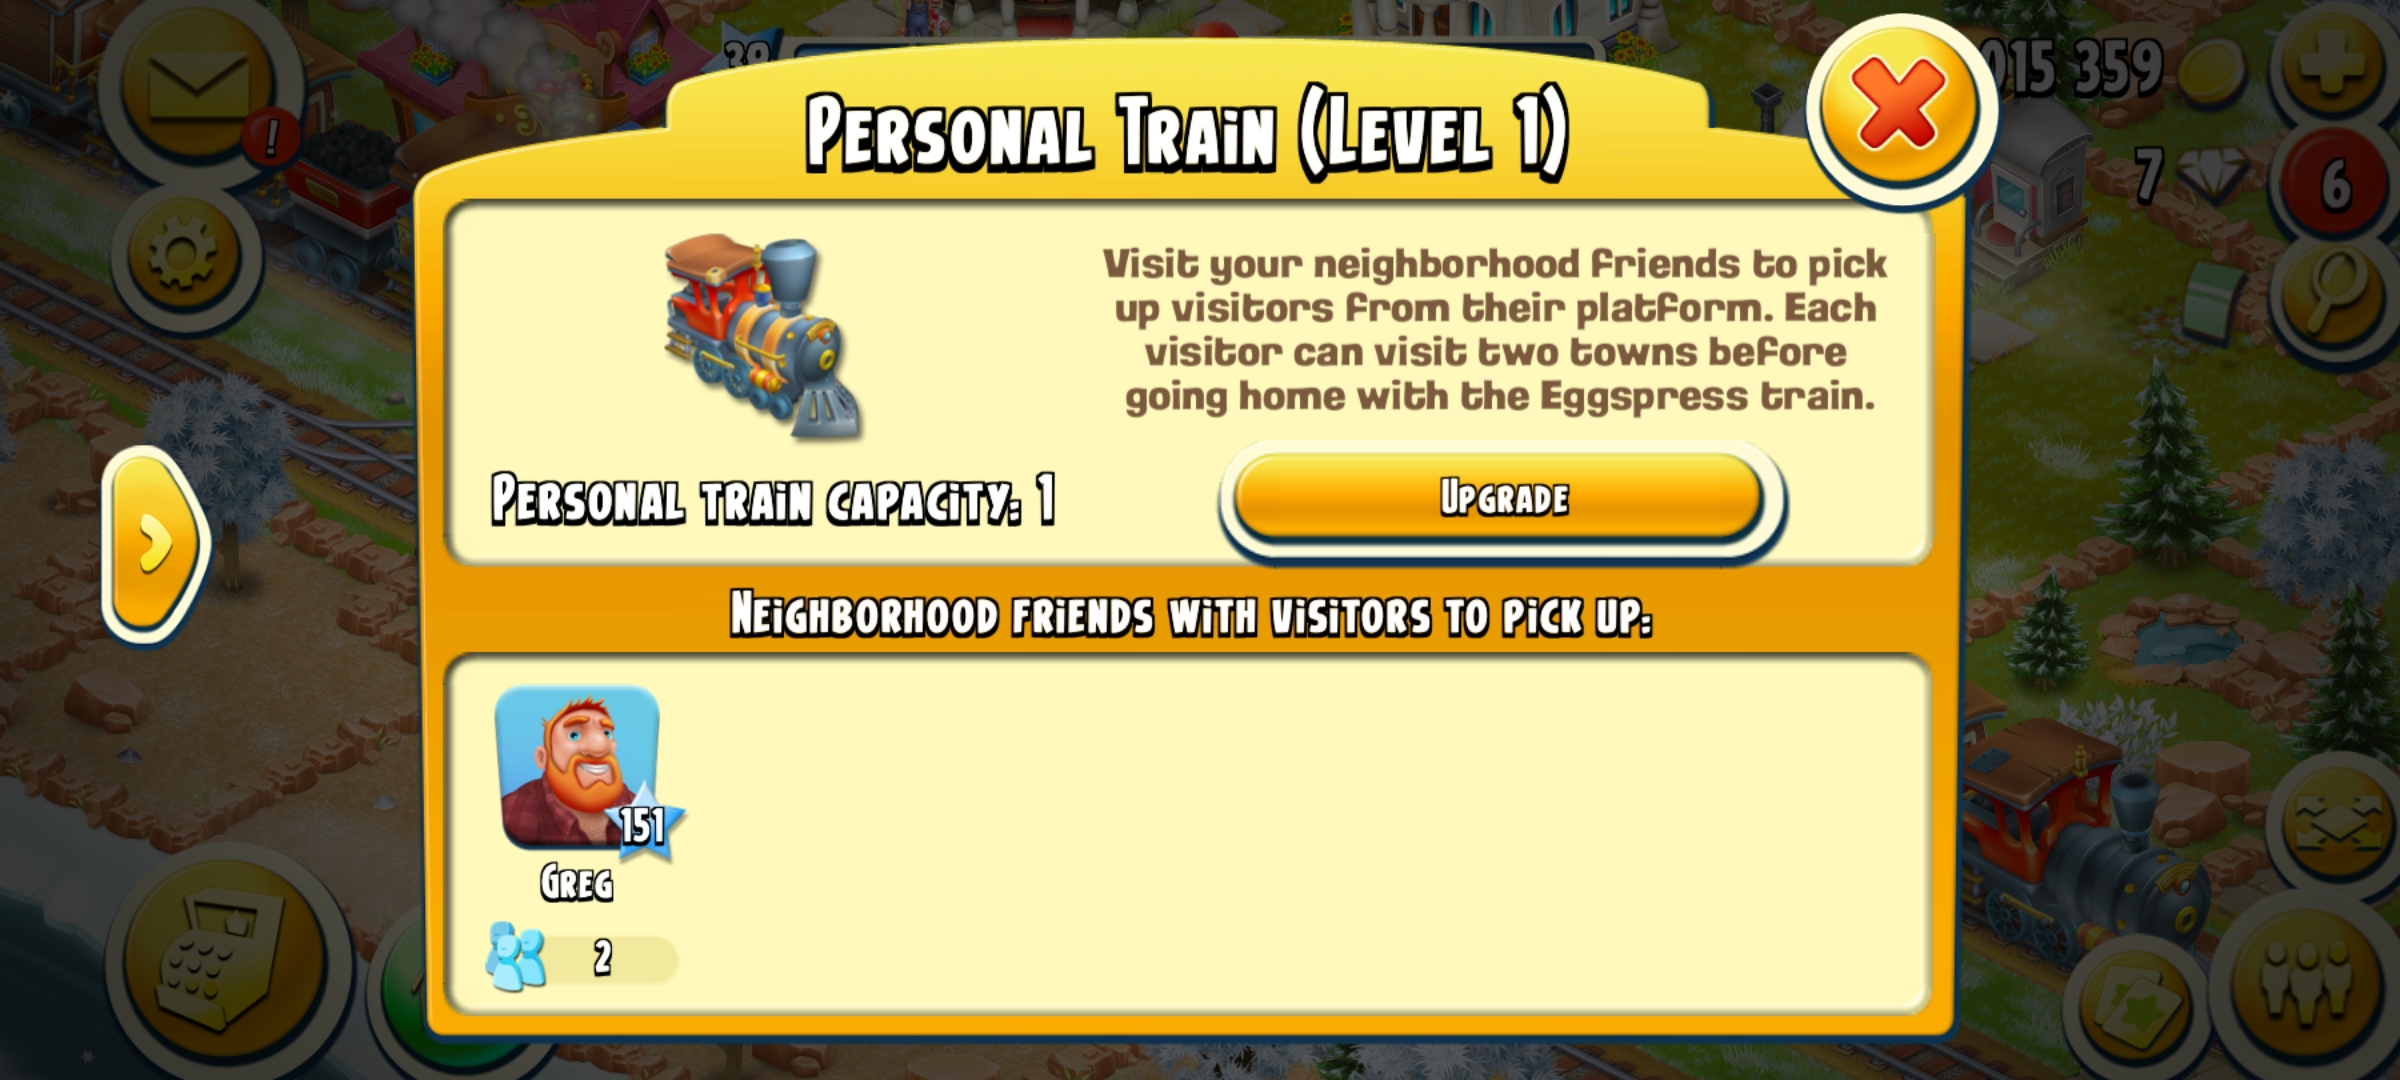 Personal Train (Level 1)
Visit your neighborhood friends to pick
up visitors from their platform. Each
visitor can visit two towns before
going home with the Eggspress train.
Personal train capacity: 1
Upgrade
Neighborhood friends with visitors to pick up:
151
Greg
2
!
015 359
7
6